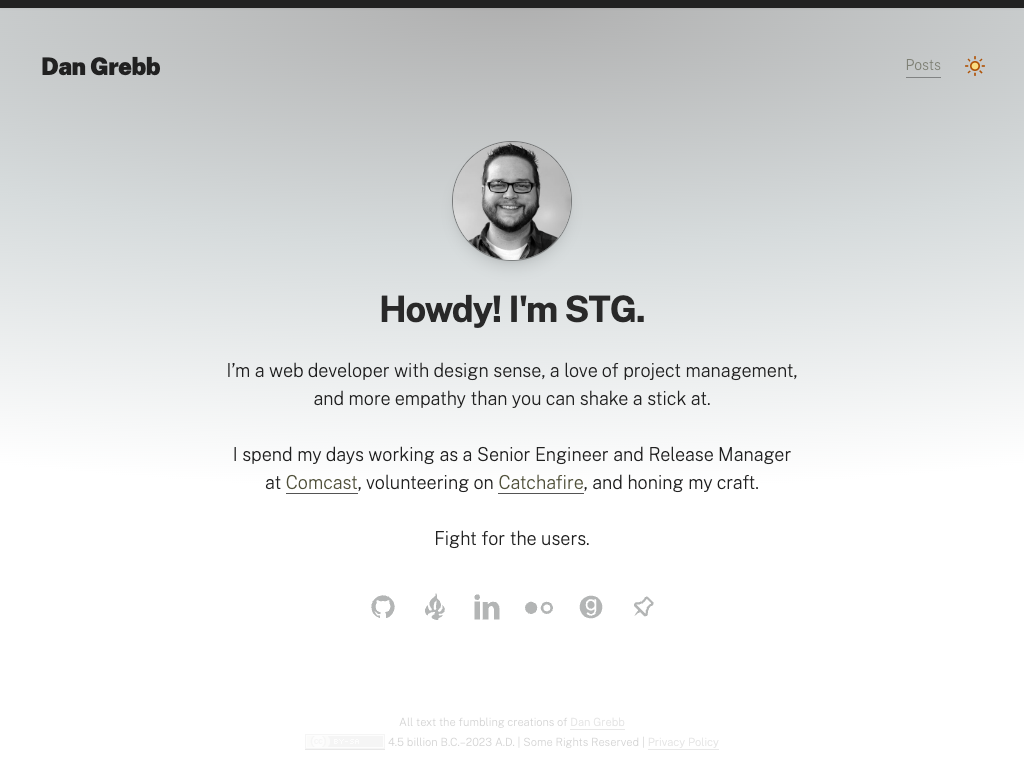 Dan Grebb
Posts
Howdy! I'm STG.
I’m a web developer with design sense, a love of project management,
and more empathy than you can shake a stick at.
I spend my days working as a Senior Engineer and Release Manager
at Comcast, volunteering on Catchafire, and honing my craft.
Fight for the users.
in
g
All text the fumbling creations of Dan Grebb
4.5 billion B.C.–2023 A.D. | Some Rights Reserved | Privacy Policy